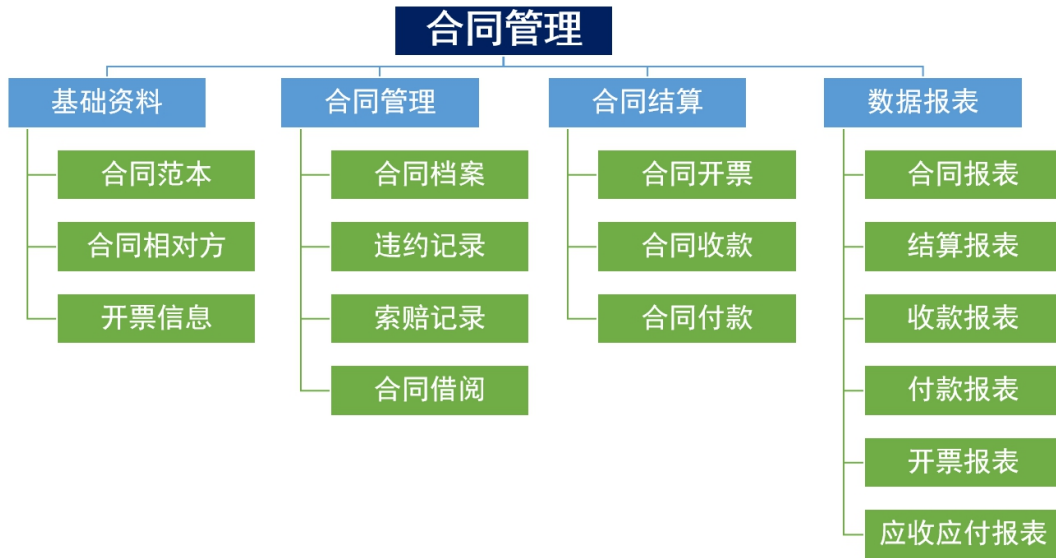 合同管理
基础资料
合同范本
合同相对方
开票信息
合同管理
合同档案
违约记录
索赔记录
合同借阅
合同结算
合同开票
合同收款
合同付款
数据报表
合同报表
结算报表
收款报表
付款报表
开票报表
应收应付报表